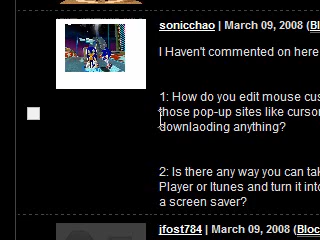 sonicchao | March 09, 2008 (Bl
I Haven't commented on here
1: How do you edit mouse cus
those pop-up sites like cursor
downlaoding anything?
2: Is there any way you can tak
Player or Itunes and turn it into
a screen saver?
jfost784 | March 09, 2008 (Bloc